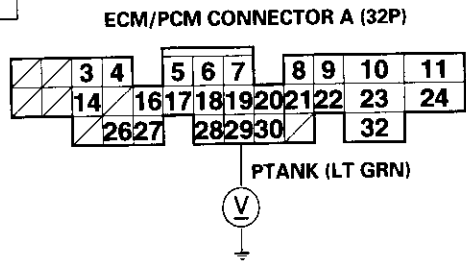 ECM/PCM CONNECTOR A (32P)
3 4 5 6 7 8 9 10 11
14 16 17 18 19 20 21 22 23 24
26 27 28 29 30 32
PTANK (LT GRN)
V